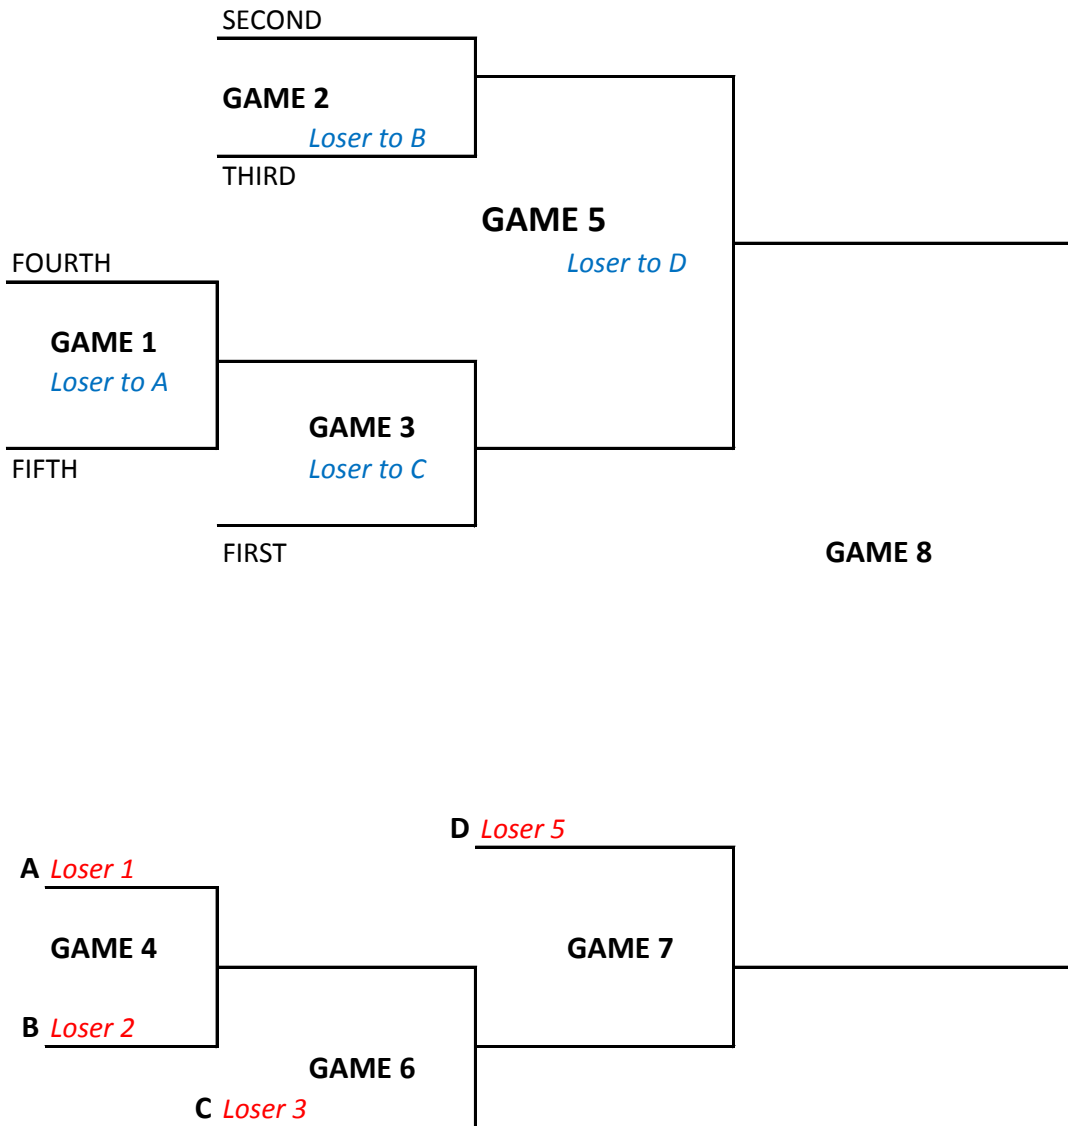 SECOND
GAME 2
Loser to B
THIRD
GAME 5
FOURTH
Loser to D
GAME 1
Loser to A
GAME 3
FIFTH
Loser to C
FIRST
GAME 8
D Loser 5
A Loser 1
GAME 4
GAME 7
B Loser 2
GAME 6
C Loser 3